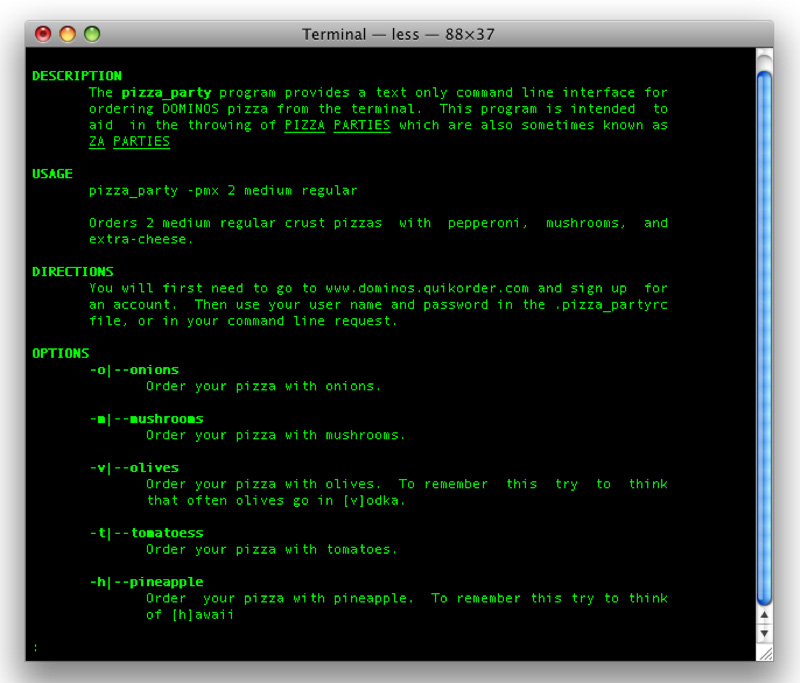 Terminal — less — 88×37
DESCRIPTION
The pizza_party program provides a text only command line interface for
ordering DOMINOS pizza from the terminal.  This program is intended  to
aid  in the throwing of PIZZA PARTIES which are also sometimes known as
ZA PARTIES
USAGE
pizza_party -pmx 2 medium regular
Orders 2 medium regular crust pizzas  with  pepperoni,  mushrooms,  and
extra-cheese.
DIRECTIONS
You will first need to go to www.dominos.quikorder.com and sign up  for
an account.  Then use your user name and password in the .pizza_partyrc
file, or in your command line request.
OPTIONS
-o|--onions
Order your pizza with onions.
-m|--mushrooms
Order your pizza with mushrooms.
-v|--olives
Order your pizza with olives.  To remember  this  try  to  think
that often olives go in [v]odka.
-t|--tomatoess
Order your pizza with tomatoes.
-h|--pineapple
Order  your pizza with pineapple.  To remember this try to think
of [h]awaii
: